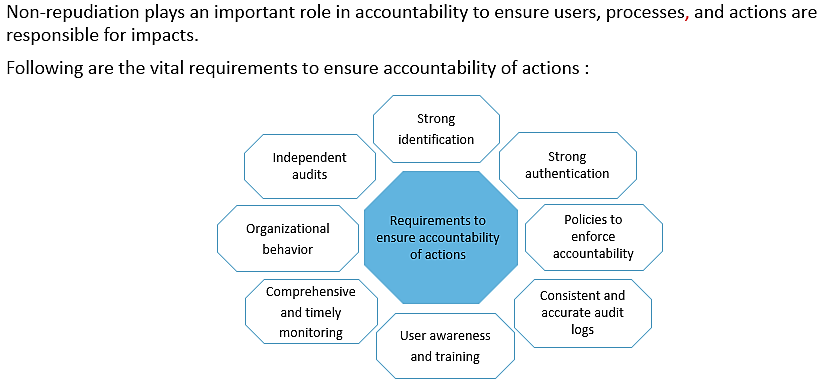 Non-repudiation plays an important role in accountability to ensure users, processes, and actions are
responsible for impacts.
Following are the vital requirements to ensure accountability of actions :
Strong
identification
Strong
authentication
Policies to
enforce
accountability
Consistent and
accurate audit
logs
User awareness
and training
Comprehensive
and timely
monitoring
Organizational
behavior
Independent
audits
Requirements to
ensure accountability
of actions